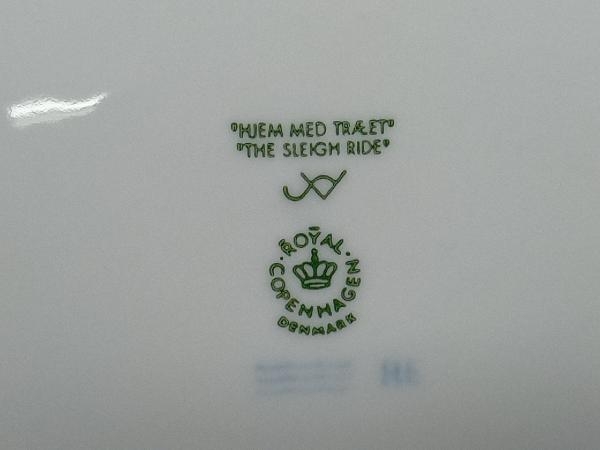 "HJEM MED TRÆET"
"THE SLEIGH RIDE"
ROYAL
COPENHAGEN
DENMARK